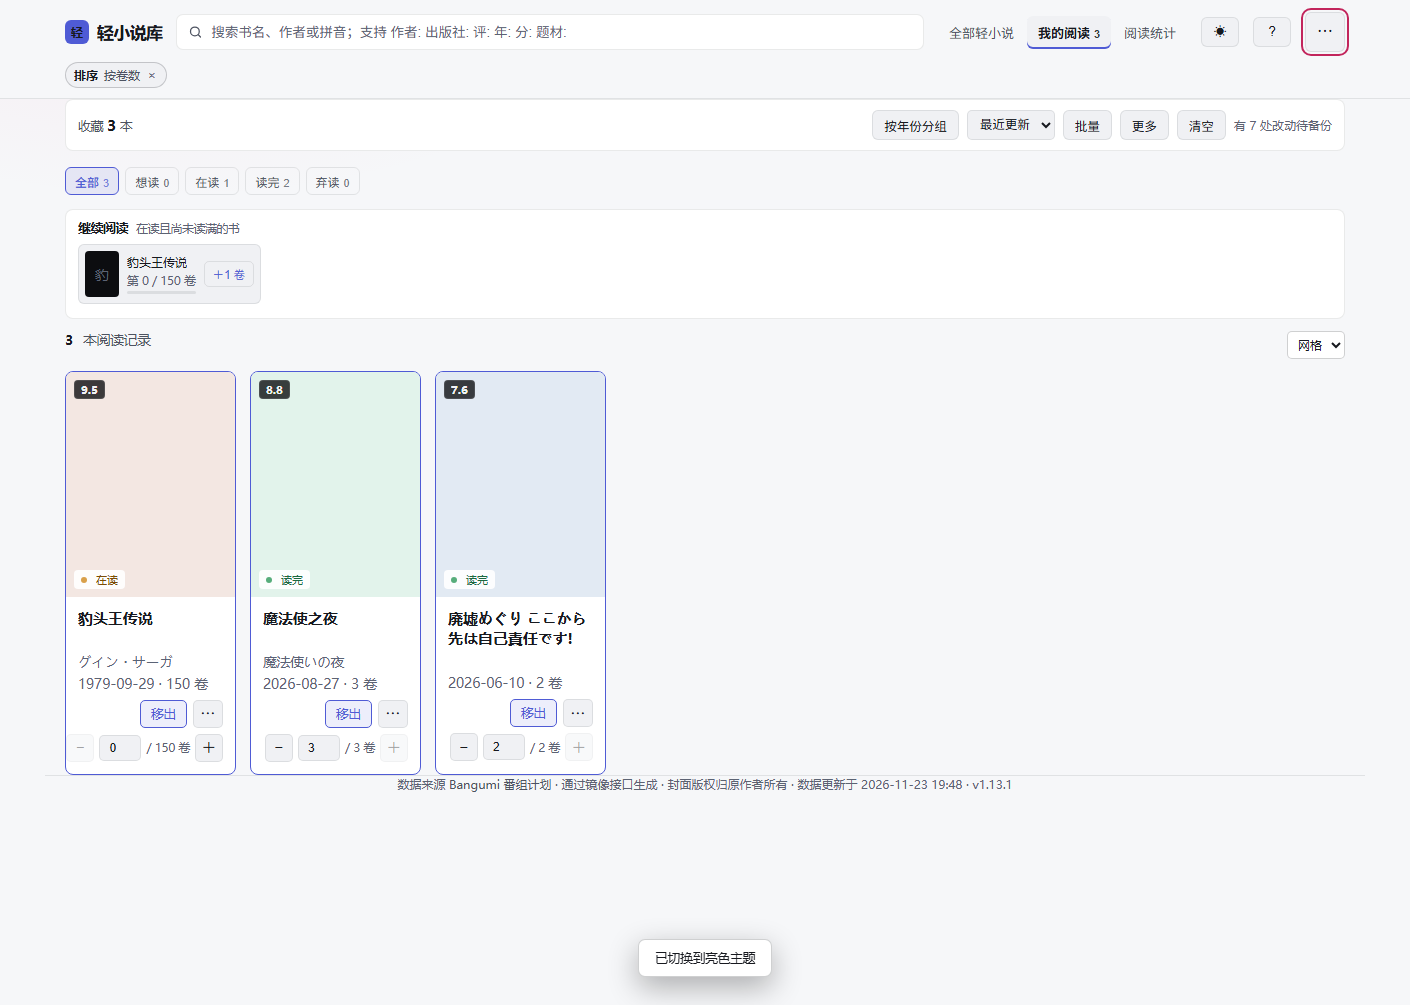 轻 轻小说库 搜索书名、作者或拼音；支持 作者: 出版社: 评: 年: 分: 题材: 全部轻小说 我的阅读 3 阅读统计 ☀ ? ···
排序 按卷数 ×
收藏 3 本 按年份分组 最近更新 批量 更多 清空 有 7 处改动待备份
全部 3 想读 0 在读 1 读完 2 弃读 0
继续阅读 在读且尚未读满的书
豹 豹头王传说
第 0 / 150 卷 +1 卷
3 本阅读记录 网格
9.5 8.8 7.6
在读 读完 读完
豹头王传说
グイン・サーガ
1979-09-29 · 150 卷
移出 ···
− 0 / 150 卷 +
魔法使之夜
魔法使いの夜
2026-08-27 · 3 卷
移出 ···
− 3 / 3 卷 +
廃墟めぐり ここから
先は自己責任です!
2026-06-10 · 2 卷
移出 ···
− 2 / 2 卷 +
数据来源 Bangumi 番组计划 · 通过镜像接口生成 · 封面版权归原作者所有 · 数据更新于 2026-11-23 19:48 · v1.13.1
已切换到亮色主题